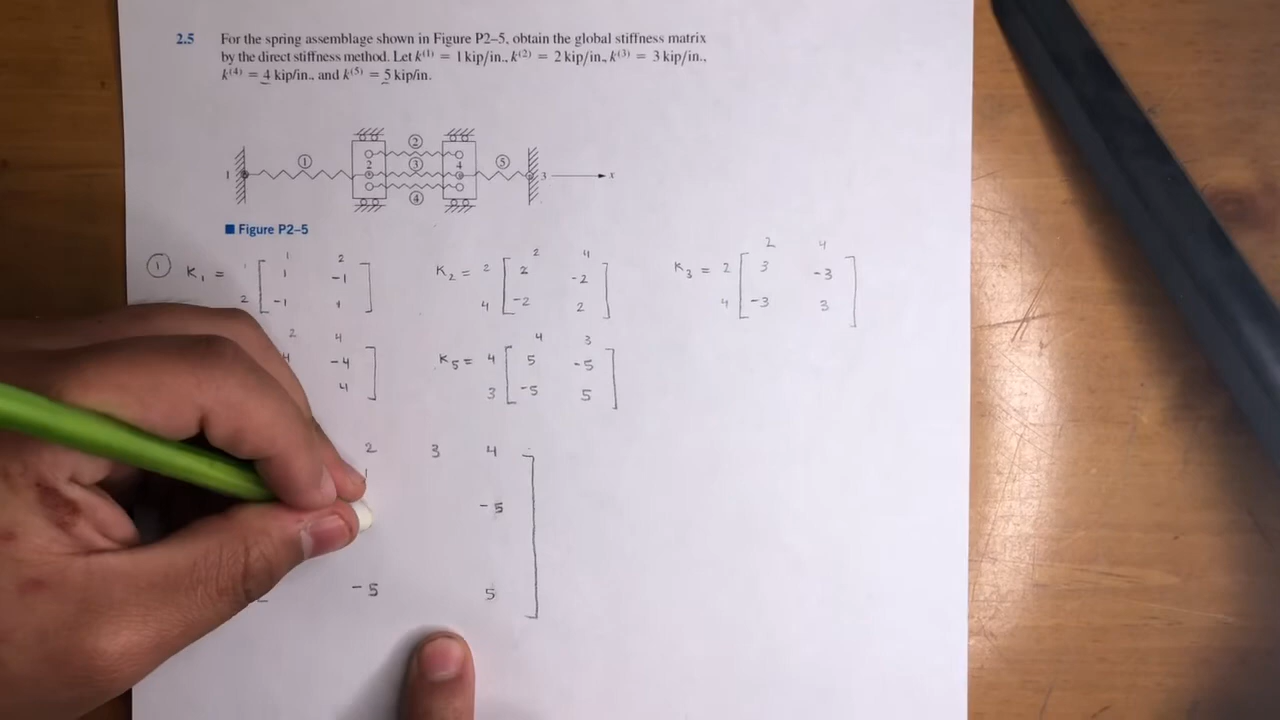 2.5 For the spring assemblage shown in Figure P2–5, obtain the global stiffness matrix
by the direct stiffness method. Let k⁽¹⁾ = 1 kip/in., k⁽²⁾ = 2 kip/in., k⁽³⁾ = 3 kip/in.,
k⁽⁴⁾ = 4 kip/in., and k⁽⁵⁾ = 5 kip/in.
②
① 2 ③ 4 ⑤
1 3 x
④
■ Figure P2–5
1 2 2 4 2 4
① K₁ = 1 [ 1 -1 ] K₂ = 2 [ 2 -2 ] K₃ = 2 [ 3 -3 ]
2 -1 1 4 -2 2 4 -3 3
2 4 4 3
-4 K₅ = 4 [ 5 -5 ]
4 3 -5 5
2 3 4
-5
-5 5